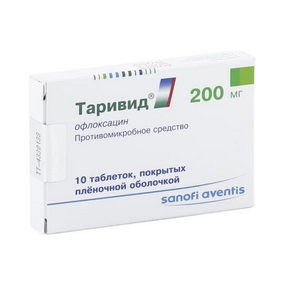 Таривид®
200 мг
офлоксацин
Противомикробное средство
10 таблеток, покрытых
плёночной оболочкой
sanofi aventis